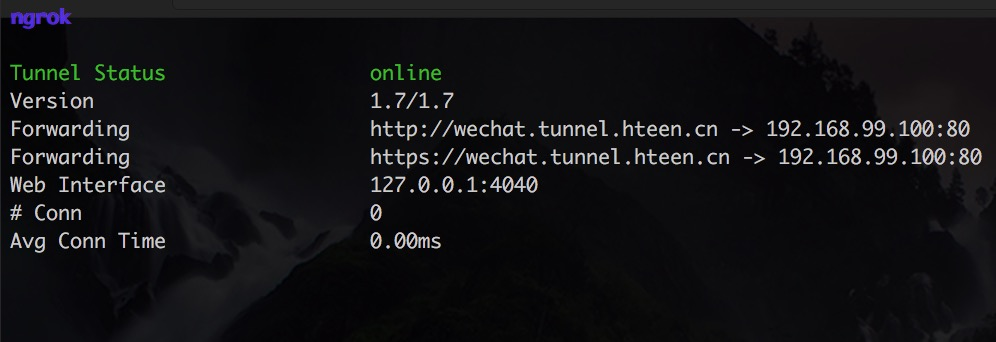 ngrok
Tunnel Status online
Version 1.7/1.7
Forwarding http://wechat.tunnel.hteen.cn -> 192.168.99.100:80
Forwarding https://wechat.tunnel.hteen.cn -> 192.168.99.100:80
Web Interface 127.0.0.1:4040
# Conn 0
Avg Conn Time 0.00ms